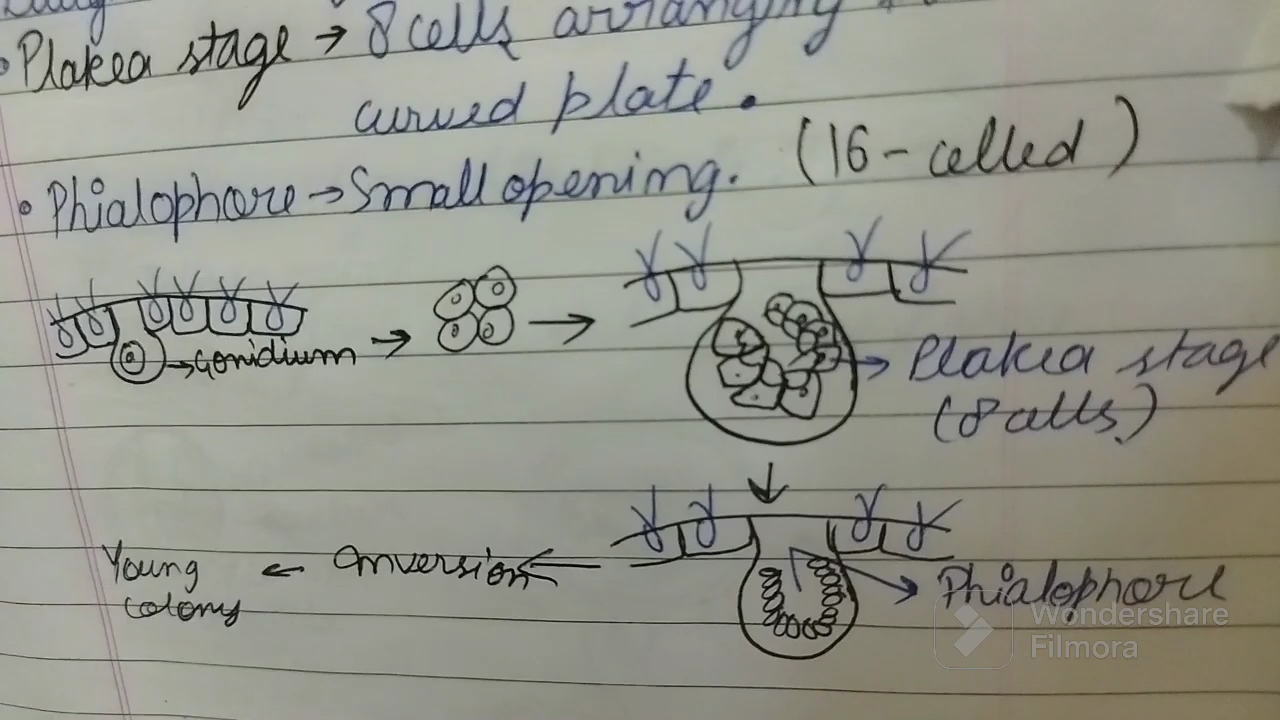 • Plakea stage → 8 cells arranging
curved plate.
• Phialophore → Small opening. (16-celled)
→ Gonidium →
→ Plakea stage
(8 cells)
Young ← Inversion ←
colony
→ Phialophore
Wondershare
Filmora